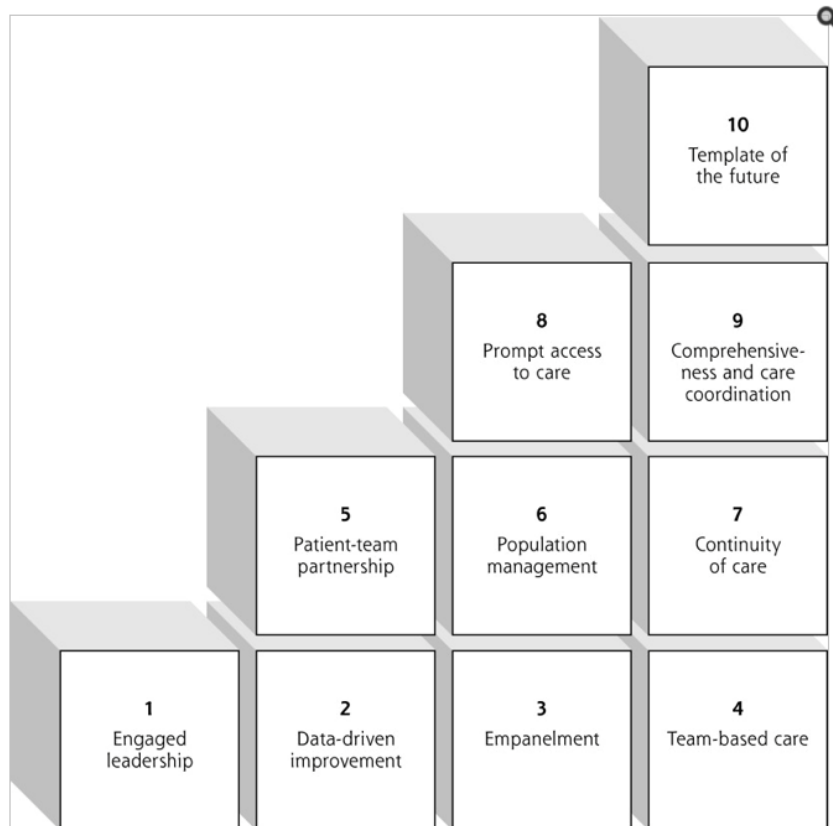 10
Template of
the future
8
Prompt access
to care
9
Comprehensive-
ness and care
coordination
5
Patient-team
partnership
6
Population
management
7
Continuity
of care
1
Engaged
leadership
2
Data-driven
improvement
3
Empanelment
4
Team-based care